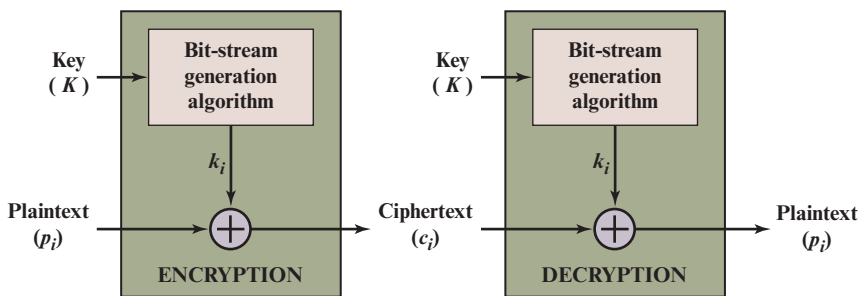 Key
( K )
Bit-stream
generation
algorithm
k_i
Plaintext
(p_i)
ENCRYPTION
Ciphertext
(c_i)
Key
( K )
Bit-stream
generation
algorithm
k_i
DECRYPTION
Plaintext
(p_i)